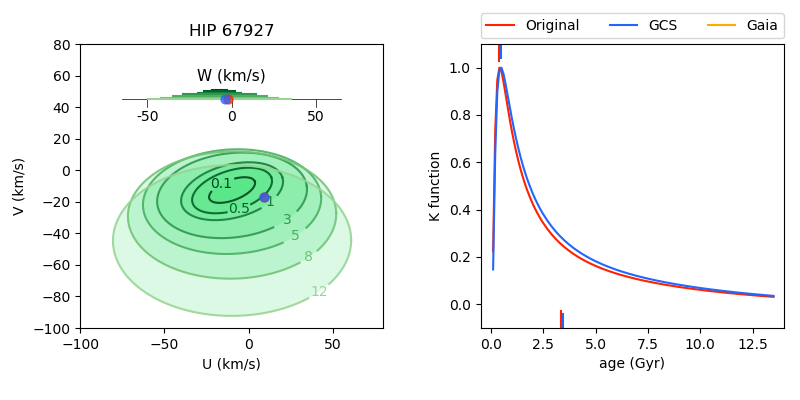 HIP 67927
Original GCS Gaia
80
60
40
20
0
−20
−40
−60
−80
−100
V (km/s)
W (km/s)
-50 0 50
0.1
0.5
1
3
5
8
12
−100 −50 0 50
U (km/s)
1.0
0.8
0.6
0.4
0.2
0.0
K function
0.0 2.5 5.0 7.5 10.0 12.5
age (Gyr)